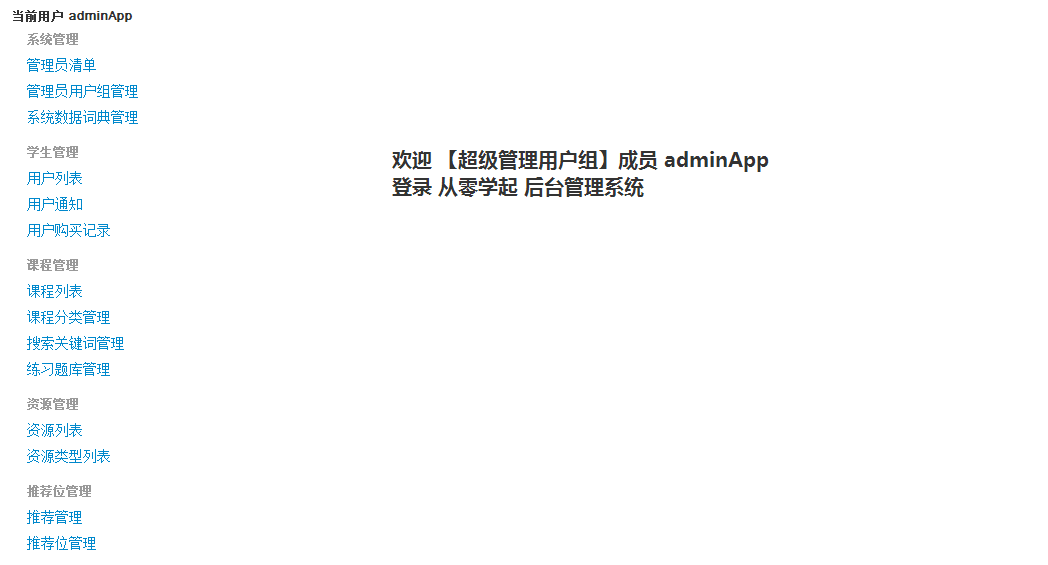 当前用户 adminApp
系统管理
管理员清单
管理员用户组管理
系统数据词典管理
学生管理
用户列表
用户通知
用户购买记录
课程管理
课程列表
课程分类管理
搜索关键词管理
练习题库管理
资源管理
资源列表
资源类型列表
推荐位管理
推荐管理
推荐位管理
欢迎 【超级管理用户组】成员 adminApp
登录 从零学起 后台管理系统